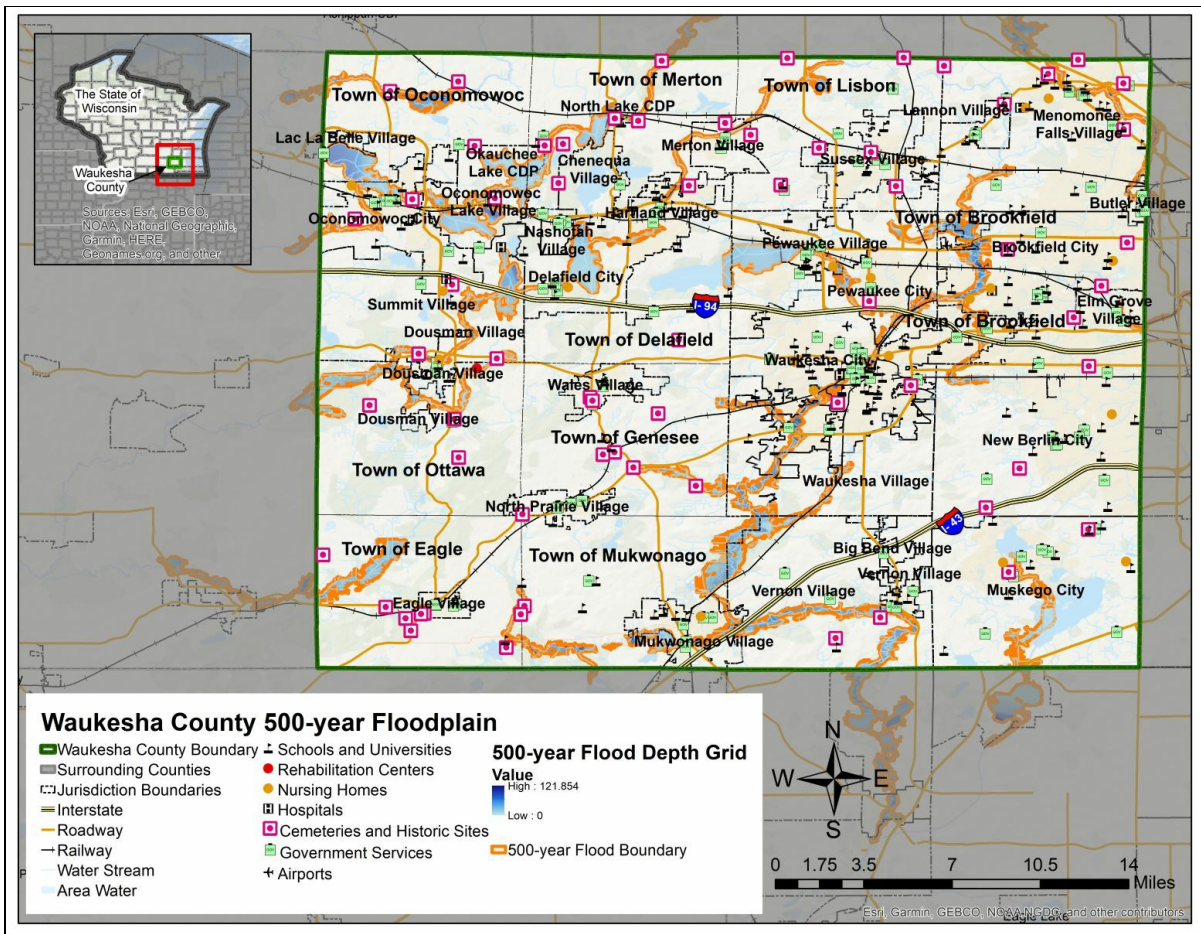 The State of
Wisconsin
Waukesha
County
Sources: Esri, GEBCO,
NOAA, National Geographic,
Garmin, HERE,
Geonames.org, and other
Town of Merton
Town of Lisbon
Town of Oconomowoc
North Lake CDP
Lannon Village
Menomonee
Falls Village
Lac La Belle Village
Okauchee
Lake CDP
Chenequa
Village
Merton Village
Sussex Village
Oconomowoc
Lake Village
Butler Village
Oconomowoc City
Hartland Village
Town of Brookfield
Nashotah
Village
Pewaukee Village
Brookfield City
Delafield City
Pewaukee City
Summit Village
I- 94
Elm Grove
Village
Dousman Village
Town of Delafield
Town of Brookfield
Dousman Village
Waukesha City
Wales Village
Dousman Village
Town of Genesee
New Berlin City
Town of Ottawa
Waukesha Village
North Prairie Village
I- 43
Town of Eagle
Town of Mukwonago
Big Bend Village
Vernon Village
Vernon Village
Muskego City
Eagle Village
Mukwonago Village
Waukesha County 500-year Floodplain
Waukesha County Boundary
Surrounding Counties
Jurisdiction Boundaries
Interstate
Roadway
Railway
Water Stream
Area Water
Schools and Universities
Rehabilitation Centers
Nursing Homes
Hospitals
Cemeteries and Historic Sites
Government Services
Airports
500-year Flood Depth Grid
Value
High : 121.854
Low : 0
500-year Flood Boundary
N
W E
S
0 1.75 3.5 7 10.5 14
Miles
Esri, Garmin, GEBCO, NOAA NGDC, and other contributors
Eagle Lake